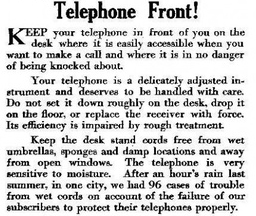 Telephone Front!
KEEP your telephone in front of you on the
desk where it is easily accessible when you
want to make a call and where it is in no danger
of being knocked about.
Your telephone is a delicately adjusted in-
strument and deserves to be handled with care.
Do not set it down roughly on the desk, drop it
on the floor, or replace the receiver with force.
Its efficiency is impaired by rough treatment.
Keep the desk stand cords free from wet
umbrellas, sponges and damp locations and away
from open windows. The telephone is very
sensitive to moisture. After an hour's rain last
summer, in one city, we had 96 cases of trouble
from wet cords on account of the failure of our
subscribers to protect their telephones properly.